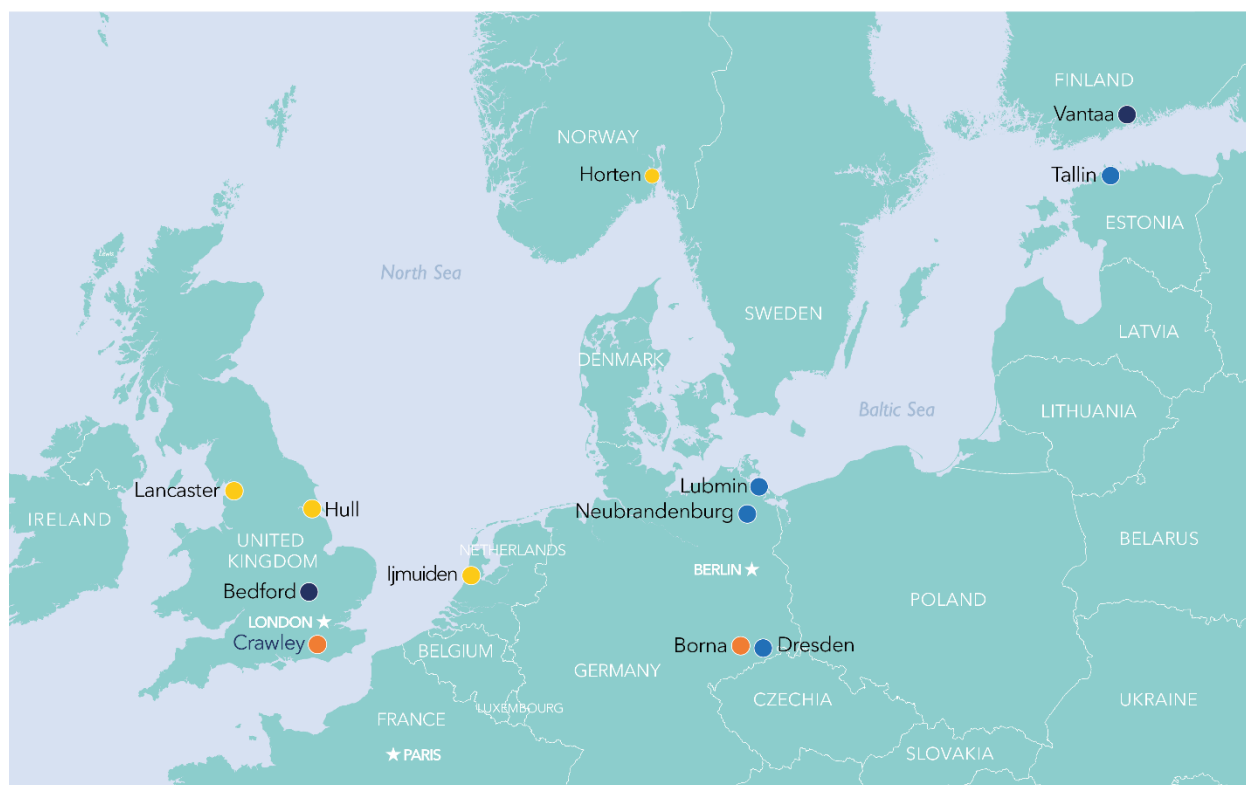 FINLAND
Vantaa
NORWAY
Horten
Tallin
ESTONIA
Lewis
North Sea
SWEDEN
LATVIA
DENMARK
Baltic Sea
LITHUANIA
Lancaster
Lubmin
Hull
Neubrandenburg
IRELAND
UNITED
KINGDOM
NETHERLANDS
BELARUS
Ijmuiden
BERLIN
Bedford
POLAND
LONDON
Crawley
BELGIUM
Borna
Dresden
GERMANY
CZECHIA
UKRAINE
LUXEMBOURG
FRANCE
PARIS
SLOVAKIA